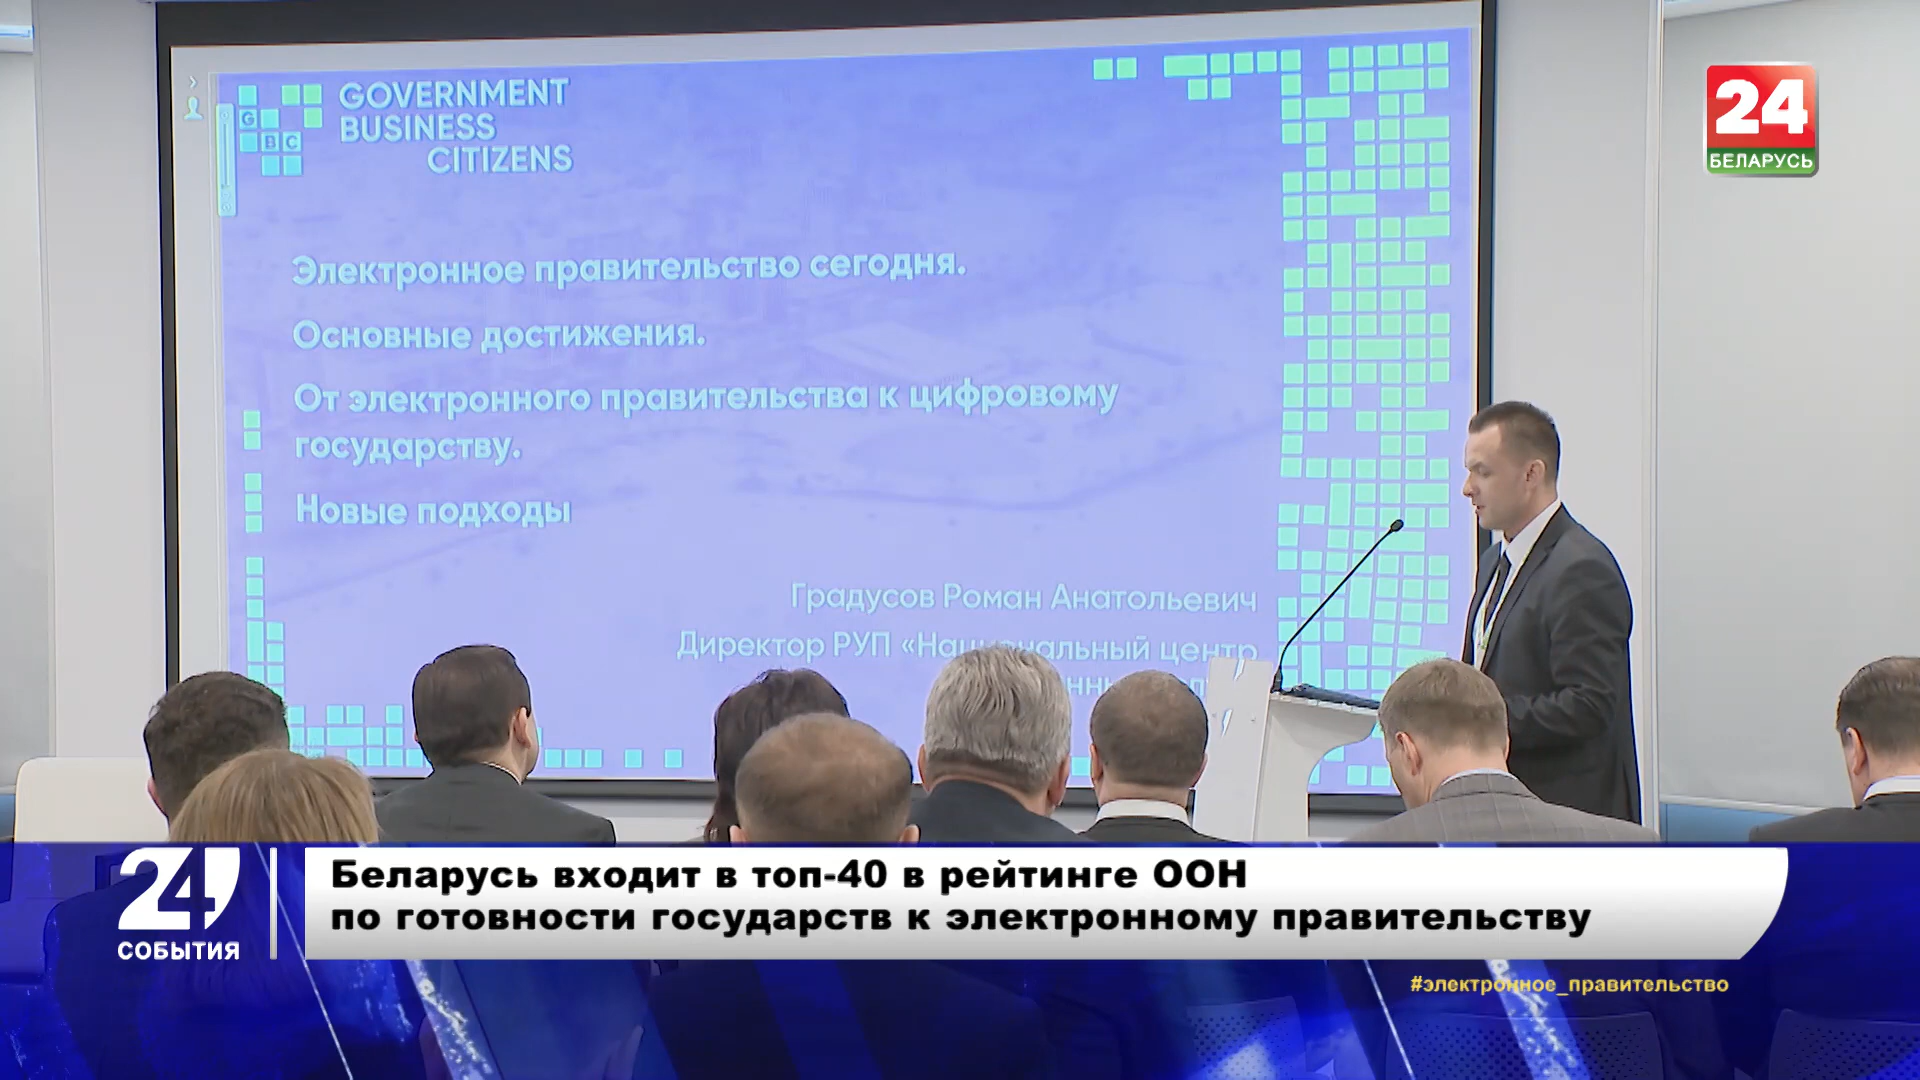 G
B C
GOVERNMENT
BUSINESS
CITIZENS
24
БЕЛАРУСЬ
Электронное правительство сегодня.
Основные достижения.
От электронного правительства к цифровому
государству.
Новые подходы
Градусов Роман Анатольевич
Директор РУП «Национальный центр
24
СОБЫТИЯ
Беларусь входит в топ-40 в рейтинге ООН
по готовности государств к электронному правительству
#электронное_правительство